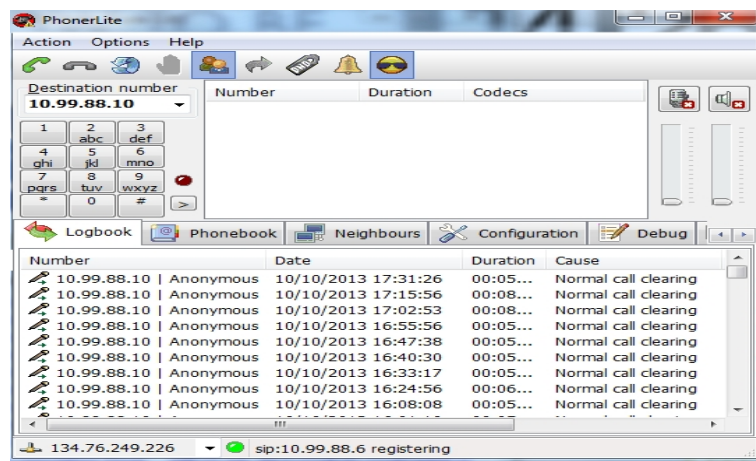 PhonerLite
Action Options Help
Destination number
10.99.88.10
Number Duration Codecs
1 2 abc 3 def
4 ghi 5 jkl 6 mno
7 pqrs 8 tuv 9 wxyz
* 0 # >
Logbook Phonebook Neighbours Configuration Debug
Number Date Duration Cause
10.99.88.10 | Anonymous 10/10/2013 17:31:26 00:05... Normal call clearing
10.99.88.10 | Anonymous 10/10/2013 17:15:56 00:08... Normal call clearing
10.99.88.10 | Anonymous 10/10/2013 17:02:53 00:08... Normal call clearing
10.99.88.10 | Anonymous 10/10/2013 16:55:56 00:05... Normal call clearing
10.99.88.10 | Anonymous 10/10/2013 16:47:38 00:05... Normal call clearing
10.99.88.10 | Anonymous 10/10/2013 16:40:30 00:05... Normal call clearing
10.99.88.10 | Anonymous 10/10/2013 16:33:17 00:05... Normal call clearing
10.99.88.10 | Anonymous 10/10/2013 16:24:56 00:06... Normal call clearing
10.99.88.10 | Anonymous 10/10/2013 16:08:08 00:05... Normal call clearing
134.76.249.226 sip:10.99.88.6 registering